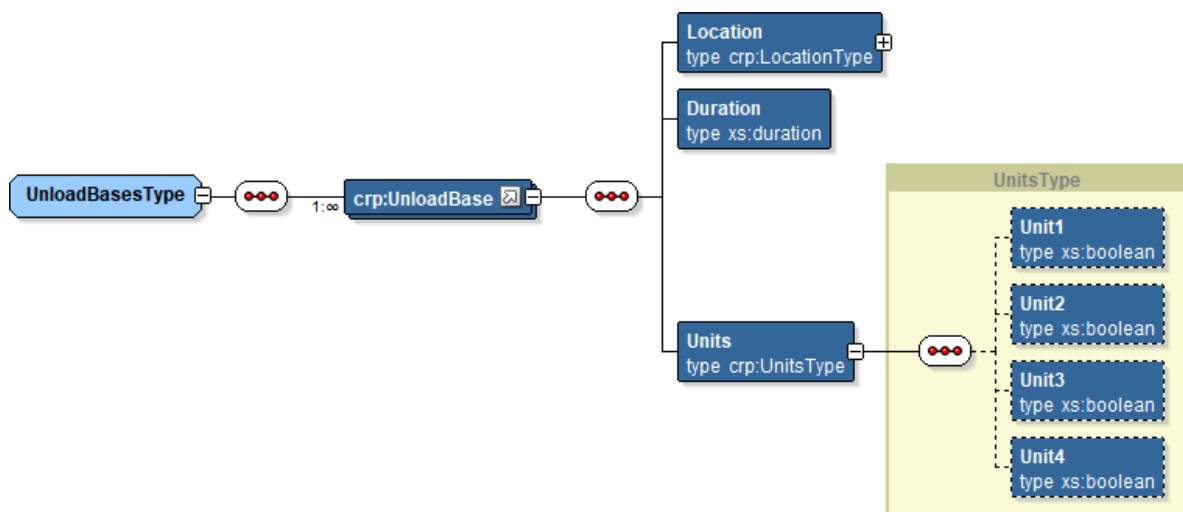 UnloadBasesType
1:∞
crp:UnloadBase
Location
type crp:LocationType
Duration
type xs:duration
Units
type crp:UnitsType
UnitsType
Unit1
type xs:boolean
Unit2
type xs:boolean
Unit3
type xs:boolean
Unit4
type xs:boolean